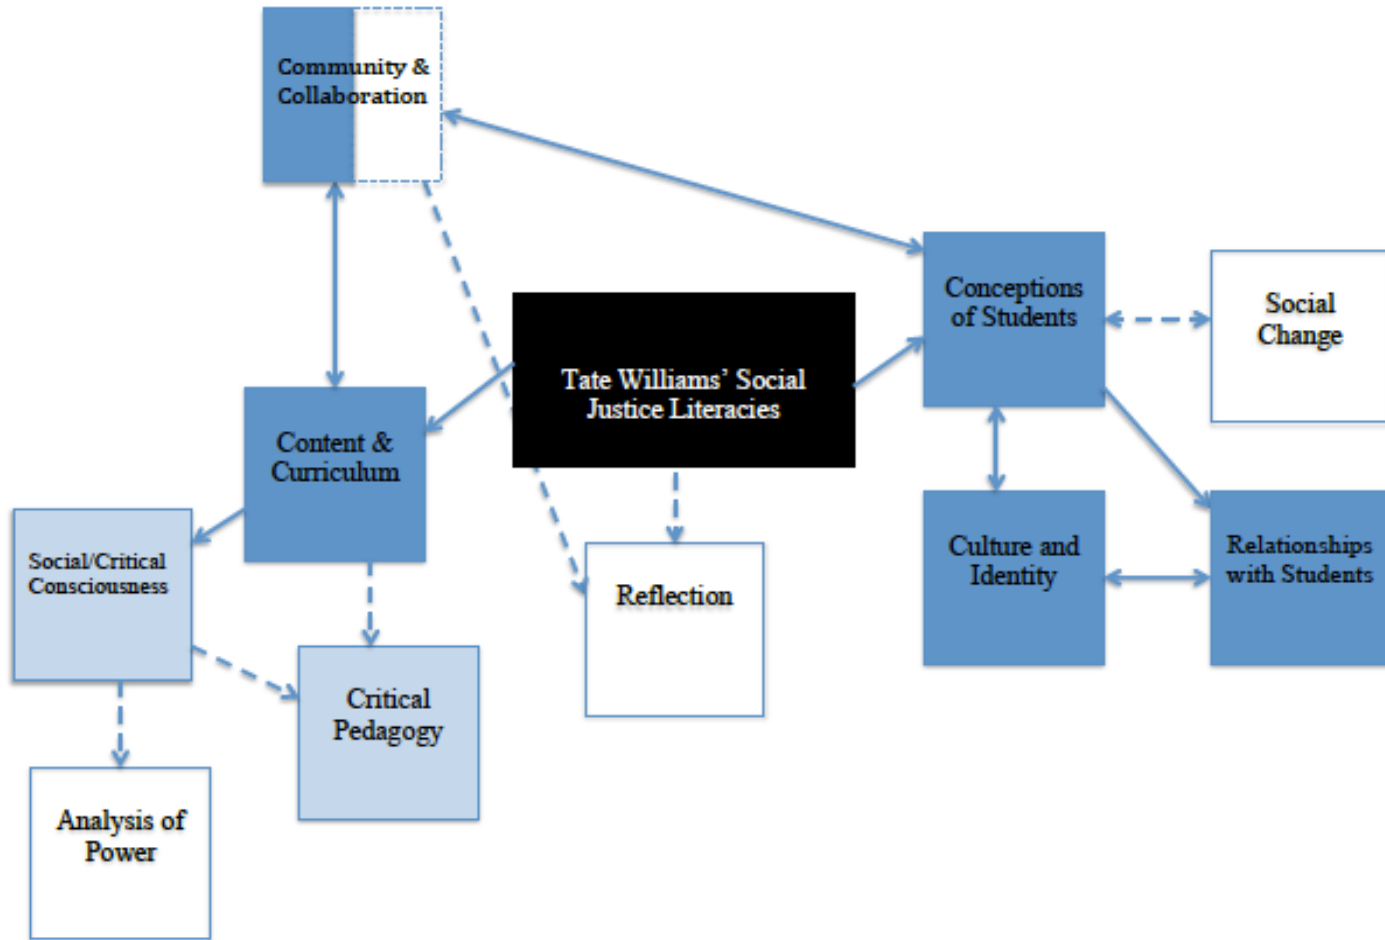 Community &
Collaboration
Conceptions
of Students
Social
Change
Tate Williams’ Social
Justice Literacies
Content &
Curriculum
Social/Critical
Consciousness
Culture and
Identity
Relationships
with Students
Reflection
Critical
Pedagogy
Analysis of
Power